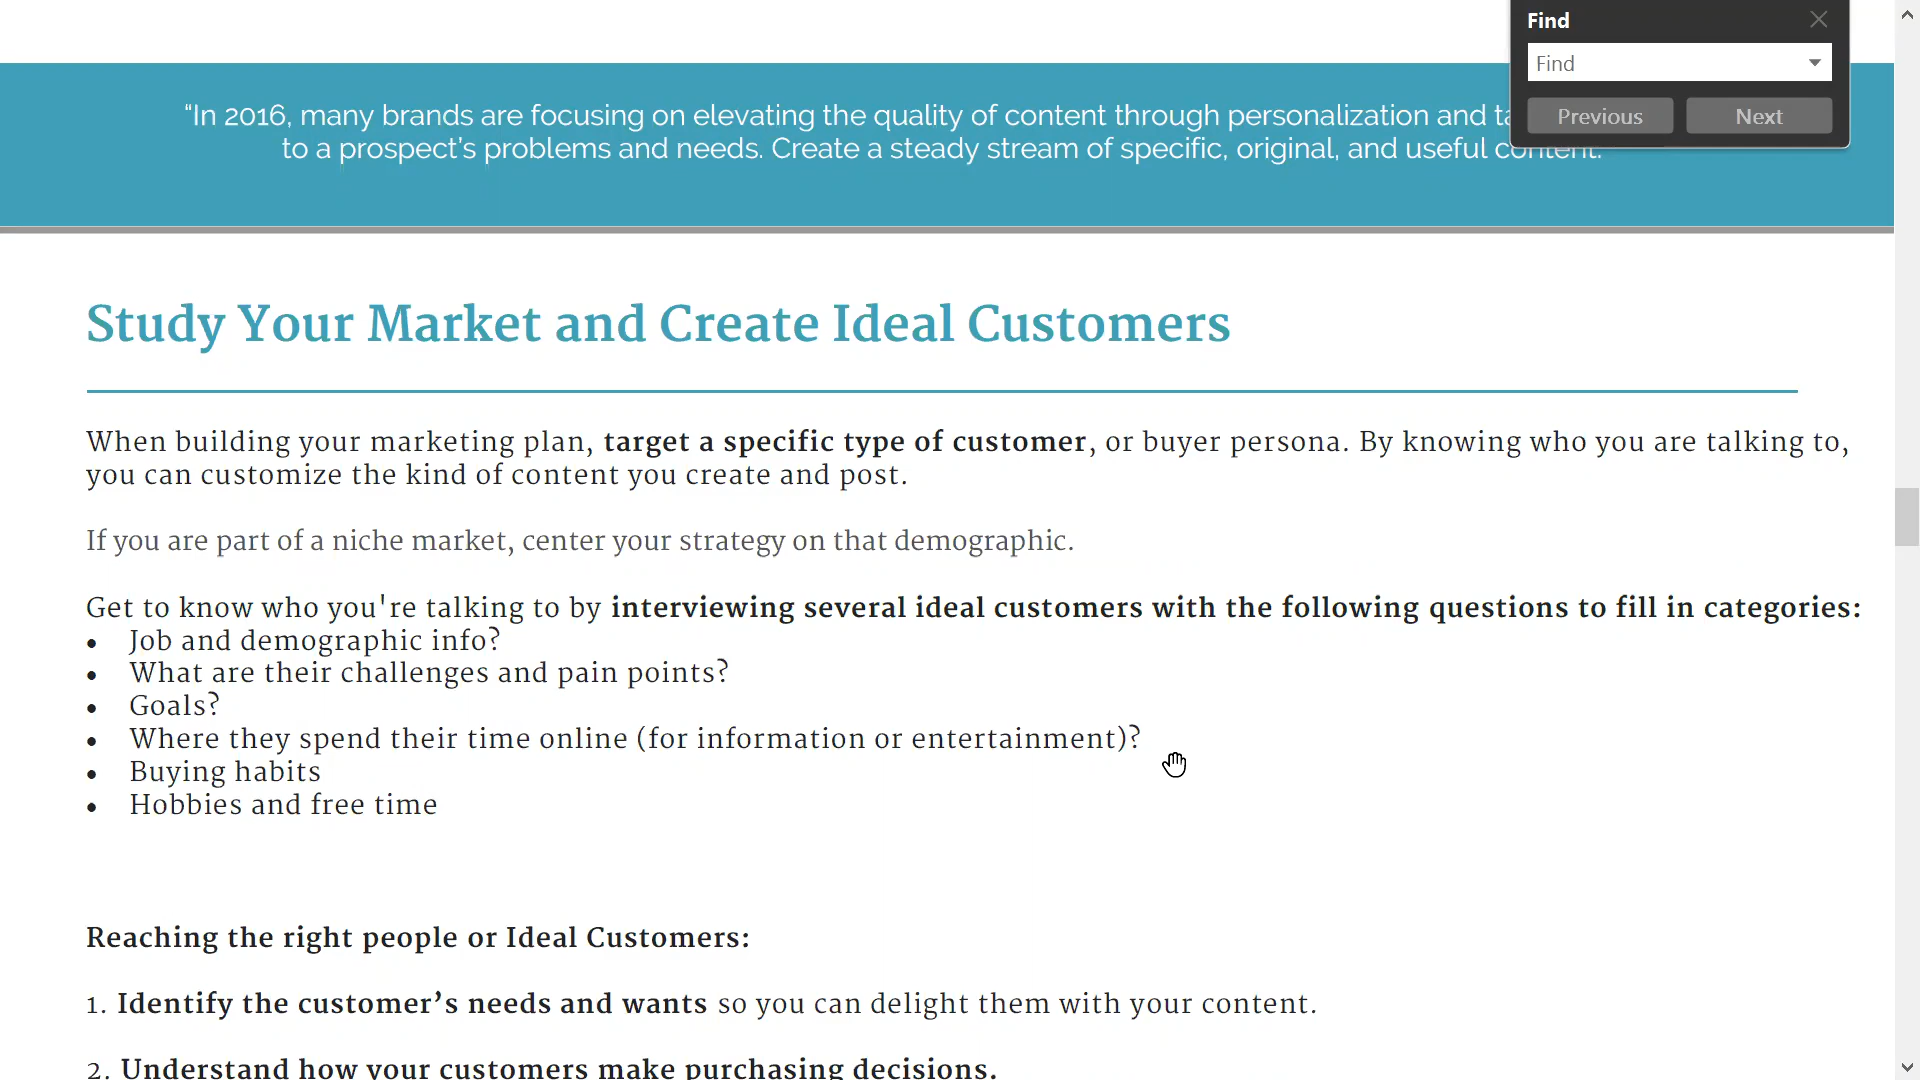 Find
Find
Previous Next
“In 2016, many brands are focusing on elevating the quality of content through personalization and
to a prospect’s problems and needs. Create a steady stream of specific, original, and useful content.
Study Your Market and Create Ideal Customers
When building your marketing plan, target a specific type of customer, or buyer persona. By knowing who you are talking to,
you can customize the kind of content you create and post.
If you are part of a niche market, center your strategy on that demographic.
Get to know who you're talking to by interviewing several ideal customers with the following questions to fill in categories:
• Job and demographic info?
• What are their challenges and pain points?
• Goals?
• Where they spend their time online (for information or entertainment)?
• Buying habits
• Hobbies and free time
Reaching the right people or Ideal Customers:
1. Identify the customer’s needs and wants so you can delight them with your content.
2. Understand how your customers make purchasing decisions.